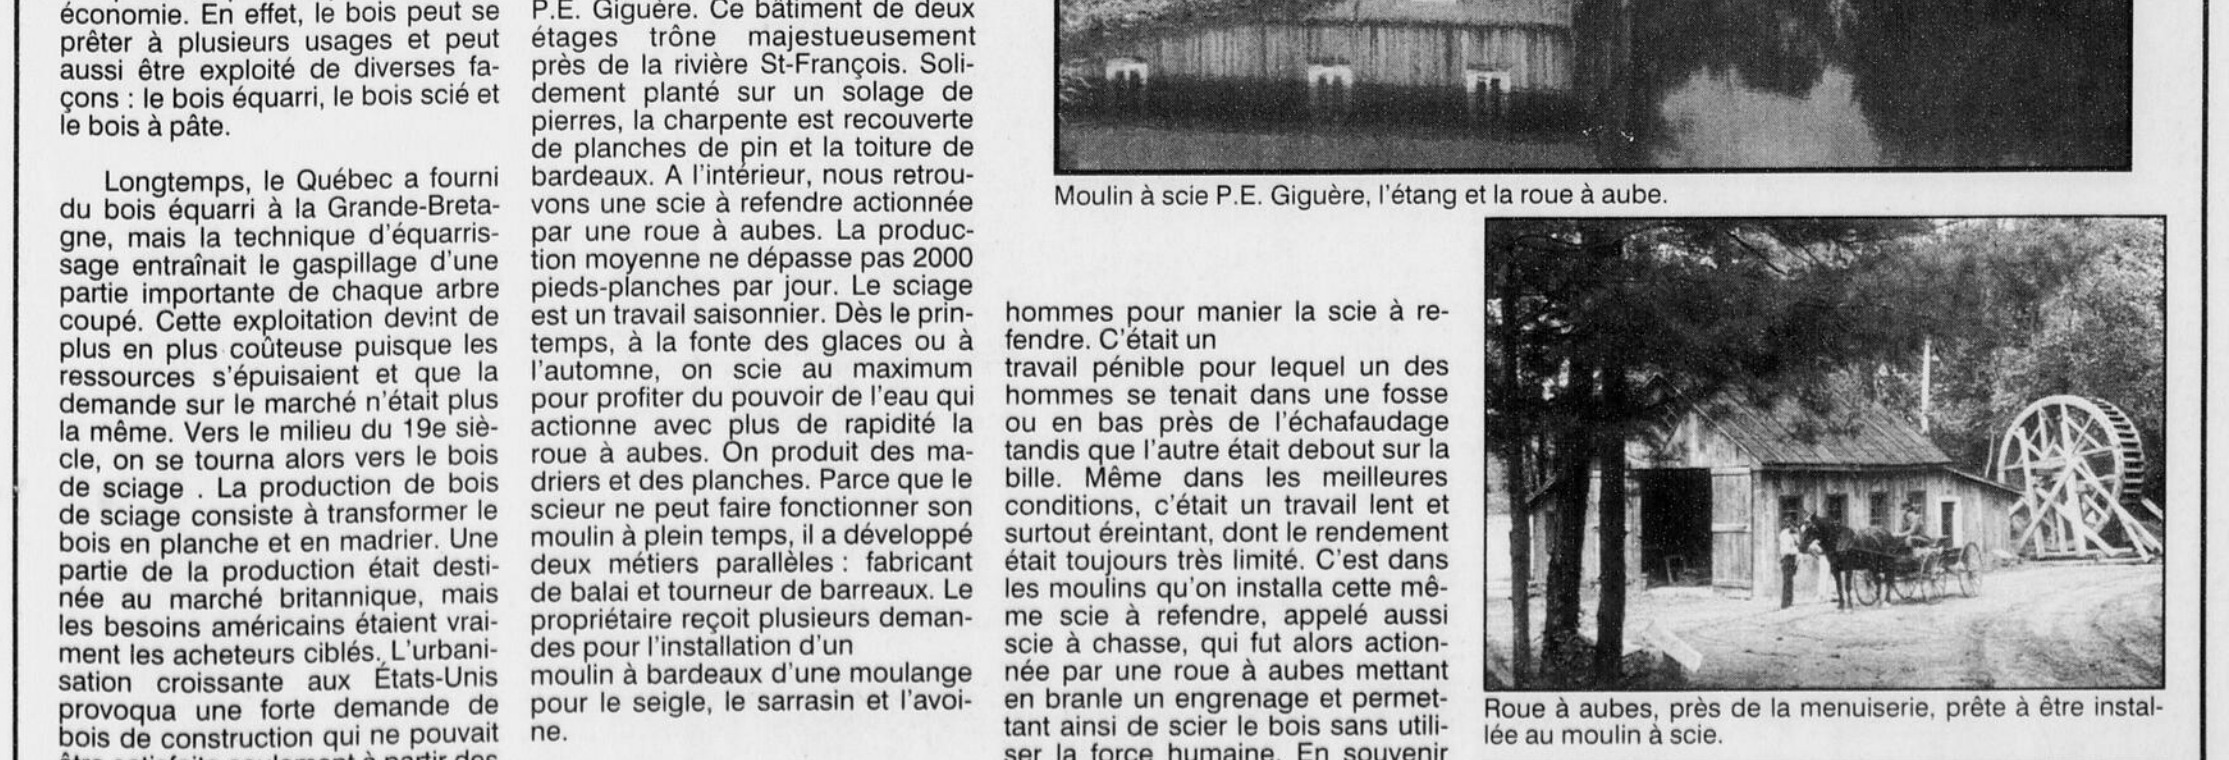 économie. En effet, le bois peut se
prêter à plusieurs usages et peut
aussi être exploité de diverses fa-
çons : le bois équarri, le bois scié et
le bois à pâte.
Longtemps, le Québec a fourni
du bois équarri à la Grande-Breta-
gne, mais la technique d'équarris-
sage entraînait le gaspillage d'une
partie importante de chaque arbre
coupé. Cette exploitation devint de
plus en plus coûteuse puisque les
ressources s'épuisaient et que la
demande sur le marché n'était plus
la même. Vers le milieu du 19e siè-
cle, on se tourna alors vers le bois
de sciage . La production de bois
de sciage consiste à transformer le
bois en planche et en madrier. Une
partie de la production était desti-
née au marché britannique, mais
les besoins américains étaient vrai-
ment les acheteurs ciblés. L'urbani-
sation croissante aux États-Unis
provoqua une forte demande de
bois de construction qui ne pouvait
être satisfaite seulement à partir des
P.E. Giguère. Ce bâtiment de deux
étages trône majestueusement
près de la rivière St-François. Soli-
dement planté sur un solage de
pierres, la charpente est recouverte
de planches de pin et la toiture de
bardeaux. A l'intérieur, nous retrou-
vons une scie à refendre actionnée
par une roue à aubes. La produc-
tion moyenne ne dépasse pas 2000
pieds-planches par jour. Le sciage
est un travail saisonnier. Dès le prin-
temps, à la fonte des glaces ou à
l'automne, on scie au maximum
pour profiter du pouvoir de l'eau qui
actionne avec plus de rapidité la
roue à aubes. On produit des ma-
driers et des planches. Parce que le
scieur ne peut faire fonctionner son
moulin à plein temps, il a développé
deux métiers parallèles : fabricant
de balai et tourneur de barreaux. Le
propriétaire reçoit plusieurs deman-
des pour l'installation d'un
moulin à bardeaux d'une moulange
pour le seigle, le sarrasin et l'avoi-
ne.
Moulin à scie P.E. Giguère, l'étang et la roue à aube.
hommes pour manier la scie à re-
fendre. C'était un
travail pénible pour lequel un des
hommes se tenait dans une fosse
ou en bas près de l'échafaudage
tandis que l'autre était debout sur la
bille. Même dans les meilleures
conditions, c'était un travail lent et
surtout éreintant, dont le rendement
était toujours très limité. C'est dans
les moulins qu'on installa cette mê-
me scie à refendre, appelé aussi
scie à chasse, qui fut alors action-
née par une roue à aubes mettant
en branle un engrenage et permet-
tant ainsi de scier le bois sans utili-
ser la force humaine. En souvenir
Roue à aubes, près de la menuiserie, prête à être instal-
lée au moulin à scie.